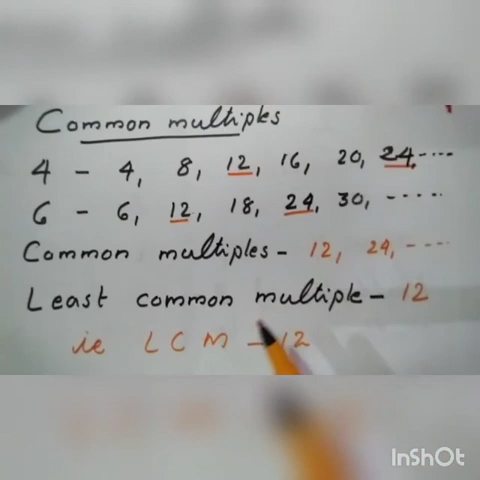 Common multiples
4 - 4, 8, 12, 16, 20, 24.....
6 - 6, 12, 18, 24, 30, .....
Common multiples - 12, 24, ....
Least common multiple - 12
ie LCM - 12
InShOt